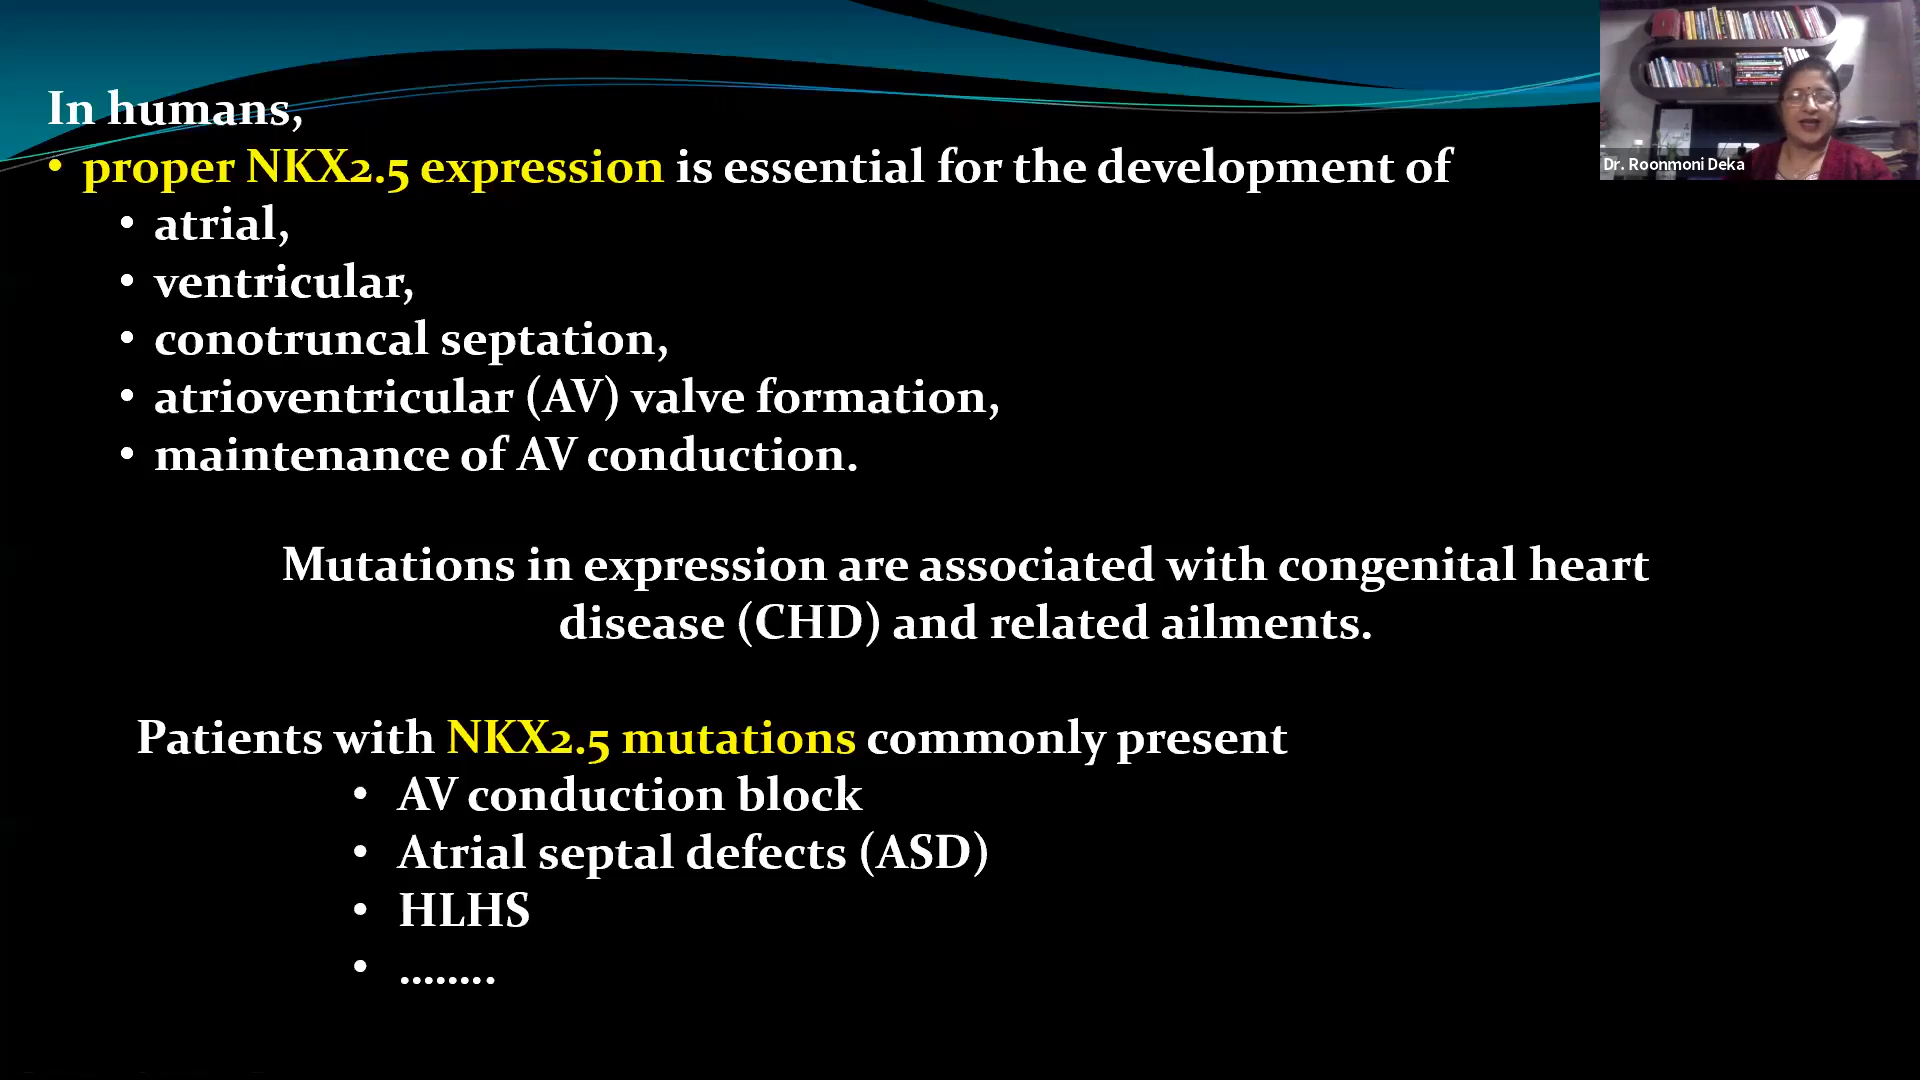 In humans,
• proper NKX2.5 expression is essential for the development of
• atrial,
• ventricular,
• conotruncal septation,
• atrioventricular (AV) valve formation,
• maintenance of AV conduction.
Mutations in expression are associated with congenital heart
disease (CHD) and related ailments.
Patients with NKX2.5 mutations commonly present
• AV conduction block
• Atrial septal defects (ASD)
• HLHS
• ........
Dr. Roonmoni Deka